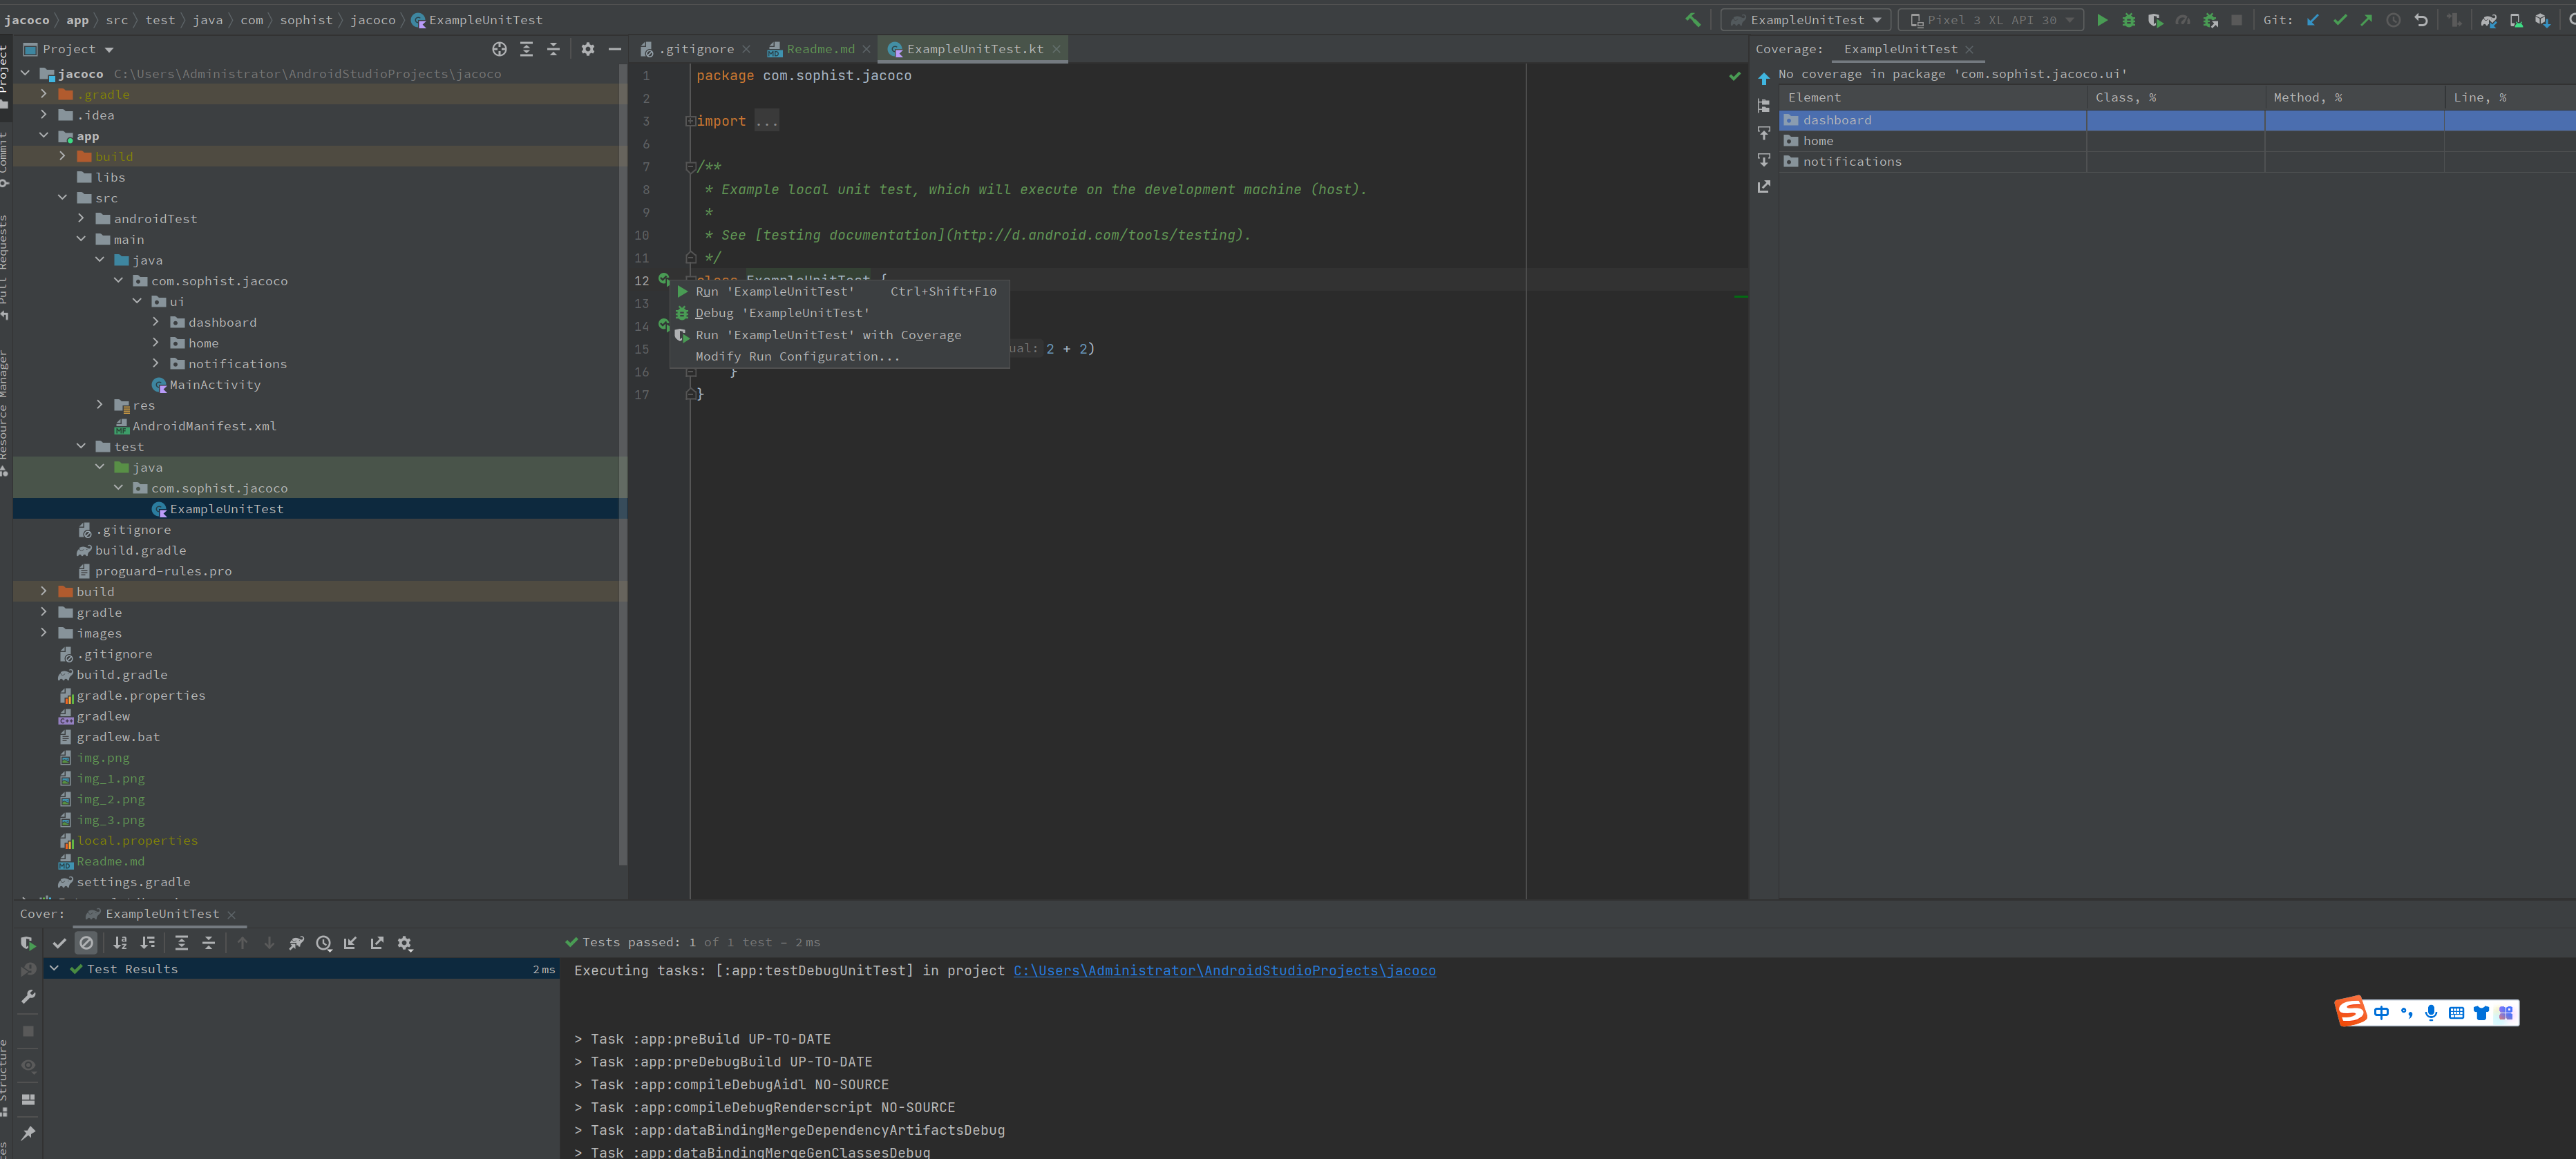 jacoco app src test java com sophist jacoco ExampleUnitTest
ExampleUnitTest Pixel 3 XL API 30 Git:
Project
Commit
Pull Requests
Resource Manager
Structure
Project
jacoco C:\Users\Administrator\AndroidStudioProjects\jacoco
.gradle
.idea
app
build
libs
src
androidTest
main
java
com.sophist.jacoco
ui
dashboard
home
notifications
MainActivity
res
AndroidManifest.xml
test
java
com.sophist.jacoco
ExampleUnitTest
.gitignore
build.gradle
proguard-rules.pro
build
gradle
images
.gitignore
build.gradle
gradle.properties
gradlew
gradlew.bat
img.png
img_1.png
img_2.png
img_3.png
local.properties
Readme.md
settings.gradle
.gitignore Readme.md ExampleUnitTest.kt
1 package com.sophist.jacoco
2
3 import ...
6
7 /**
8 * Example local unit test, which will execute on the development machine (host).
9 *
10 * See [testing documentation](http://d.android.com/tools/testing).
11 */
12 class ExampleUnitTest {
13
14
15 ual: 2 + 2)
16 }
17 }
Run 'ExampleUnitTest' Ctrl+Shift+F10
Debug 'ExampleUnitTest'
Run 'ExampleUnitTest' with Coverage
Modify Run Configuration...
Coverage: ExampleUnitTest
No coverage in package 'com.sophist.jacoco.ui'
Element Class, % Method, % Line, %
dashboard
home
notifications
Cover: ExampleUnitTest
Tests passed: 1 of 1 test – 2 ms
Test Results 2 ms
Executing tasks: [:app:testDebugUnitTest] in project C:\Users\Administrator\AndroidStudioProjects\jacoco
> Task :app:preBuild UP-TO-DATE
> Task :app:preDebugBuild UP-TO-DATE
> Task :app:compileDebugAidl NO-SOURCE
> Task :app:compileDebugRenderscript NO-SOURCE
> Task :app:dataBindingMergeDependencyArtifactsDebug
> Task :app:dataBindingMergeGenClassesDebug
S 中